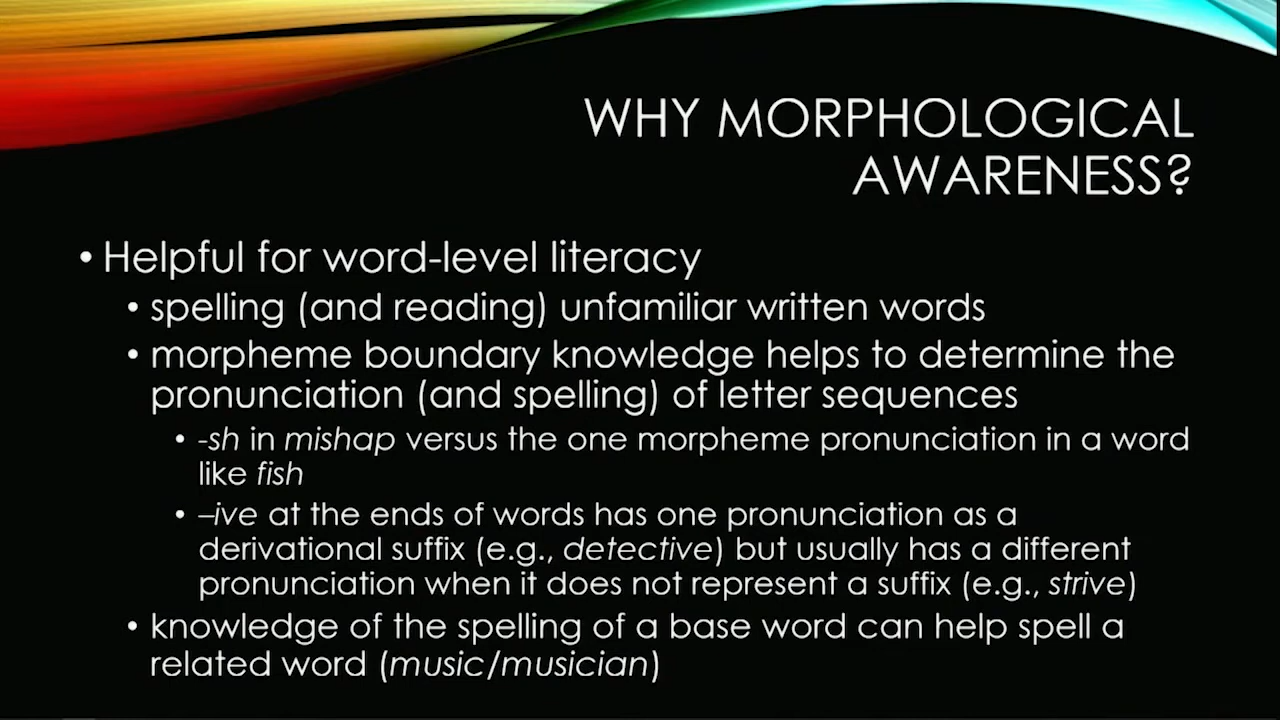 WHY MORPHOLOGICAL
AWARENESS?
• Helpful for word-level literacy
• spelling (and reading) unfamiliar written words
• morpheme boundary knowledge helps to determine the
pronunciation (and spelling) of letter sequences
• -sh in mishap versus the one morpheme pronunciation in a word
like fish
• –ive at the ends of words has one pronunciation as a
derivational suffix (e.g., detective) but usually has a different
pronunciation when it does not represent a suffix (e.g., strive)
• knowledge of the spelling of a base word can help spell a
related word (music/musician)